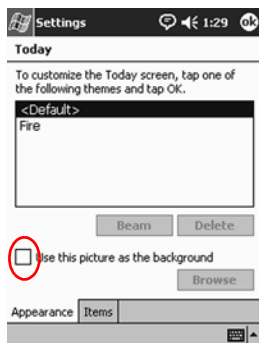 Settings 1:29 ok
Today
To customize the Today screen, tap one of
the following themes and tap OK.
<Default>
Fire
Beam Delete
Use this picture as the background
Browse
Appearance Items